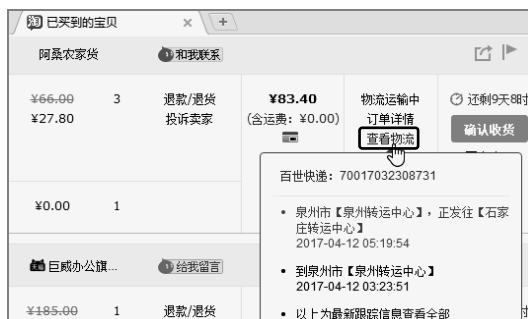 已买到的宝贝
阿桑农家货 和我联系
¥66.00 3 退款/退货 ¥83.40 物流运输中 还剩9天8时
¥27.80 投诉卖家 (含运费: ¥0.00) 订单详情 确认收货
查看物流
百世快递: 70017032308731
¥0.00 1
泉州市【泉州转运中心】, 正发往【石家
庄转运中心】
2017-04-12 05:19:54
到泉州市【泉州转运中心】
2017-04-12 03:23:51
巨威办公旗... 给我留言
¥185.00 1 退款/退货
以上为最新跟踪信息查看全部